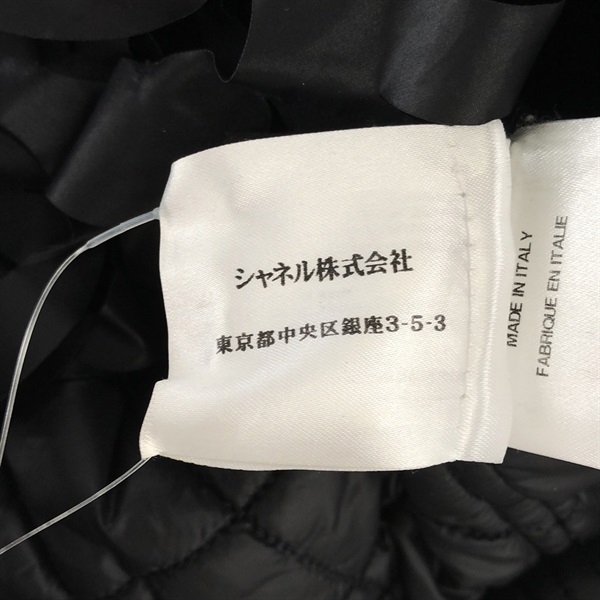 シャネル株式会社
東京都中央区銀座3-5-3
MADE IN ITALY
FABRIQUE EN ITALIE